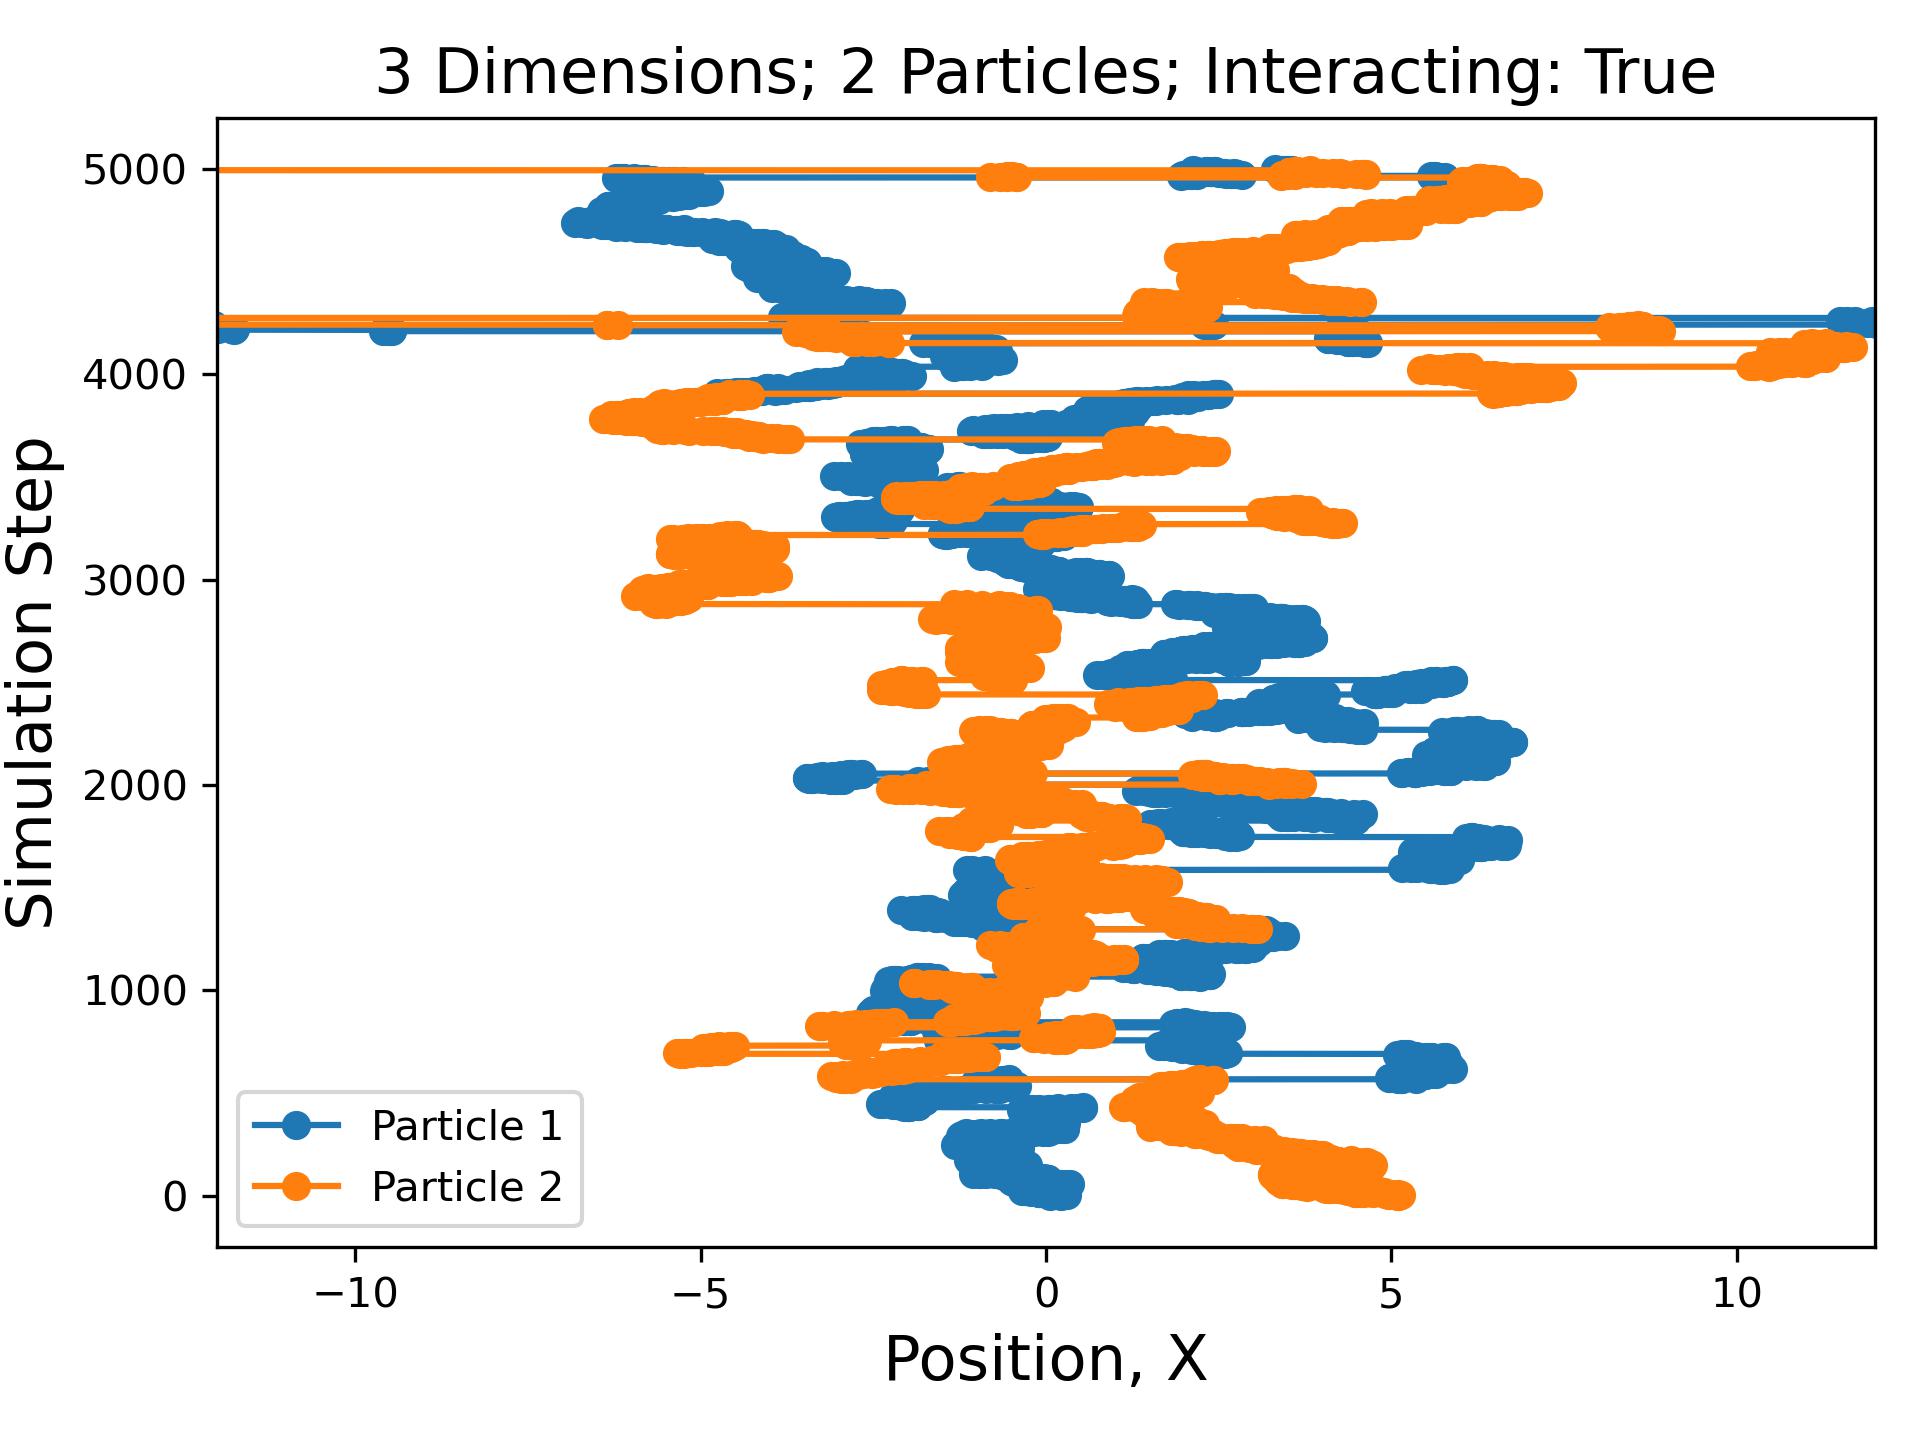 3 Dimensions; 2 Particles; Interacting: True
Simulation Step
5000
4000
3000
2000
1000
0
Particle 1
Particle 2
−10
−5
0
5
10
Position, X